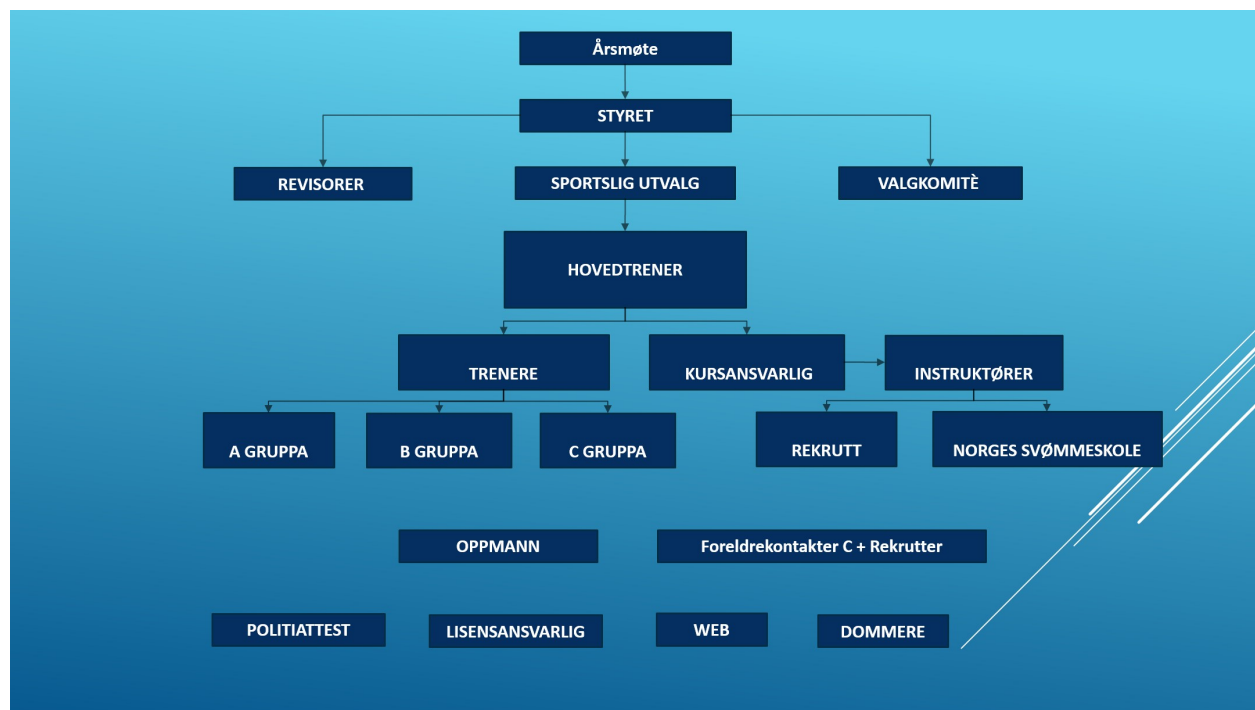 Årsmøte
STYRET
REVISORER
SPORTSLIG UTVALG
VALGKOMITÈ
HOVEDTRENER
TRENERE
KURSANSVARLIG
INSTRUKTØRER
A GRUPPA
B GRUPPA
C GRUPPA
REKRUTT
NORGES SVØMMESKOLE
OPPMANN
Foreldrekontakter C + Rekrutter
POLITIATTEST
LISENSANSVARLIG
WEB
DOMMERE